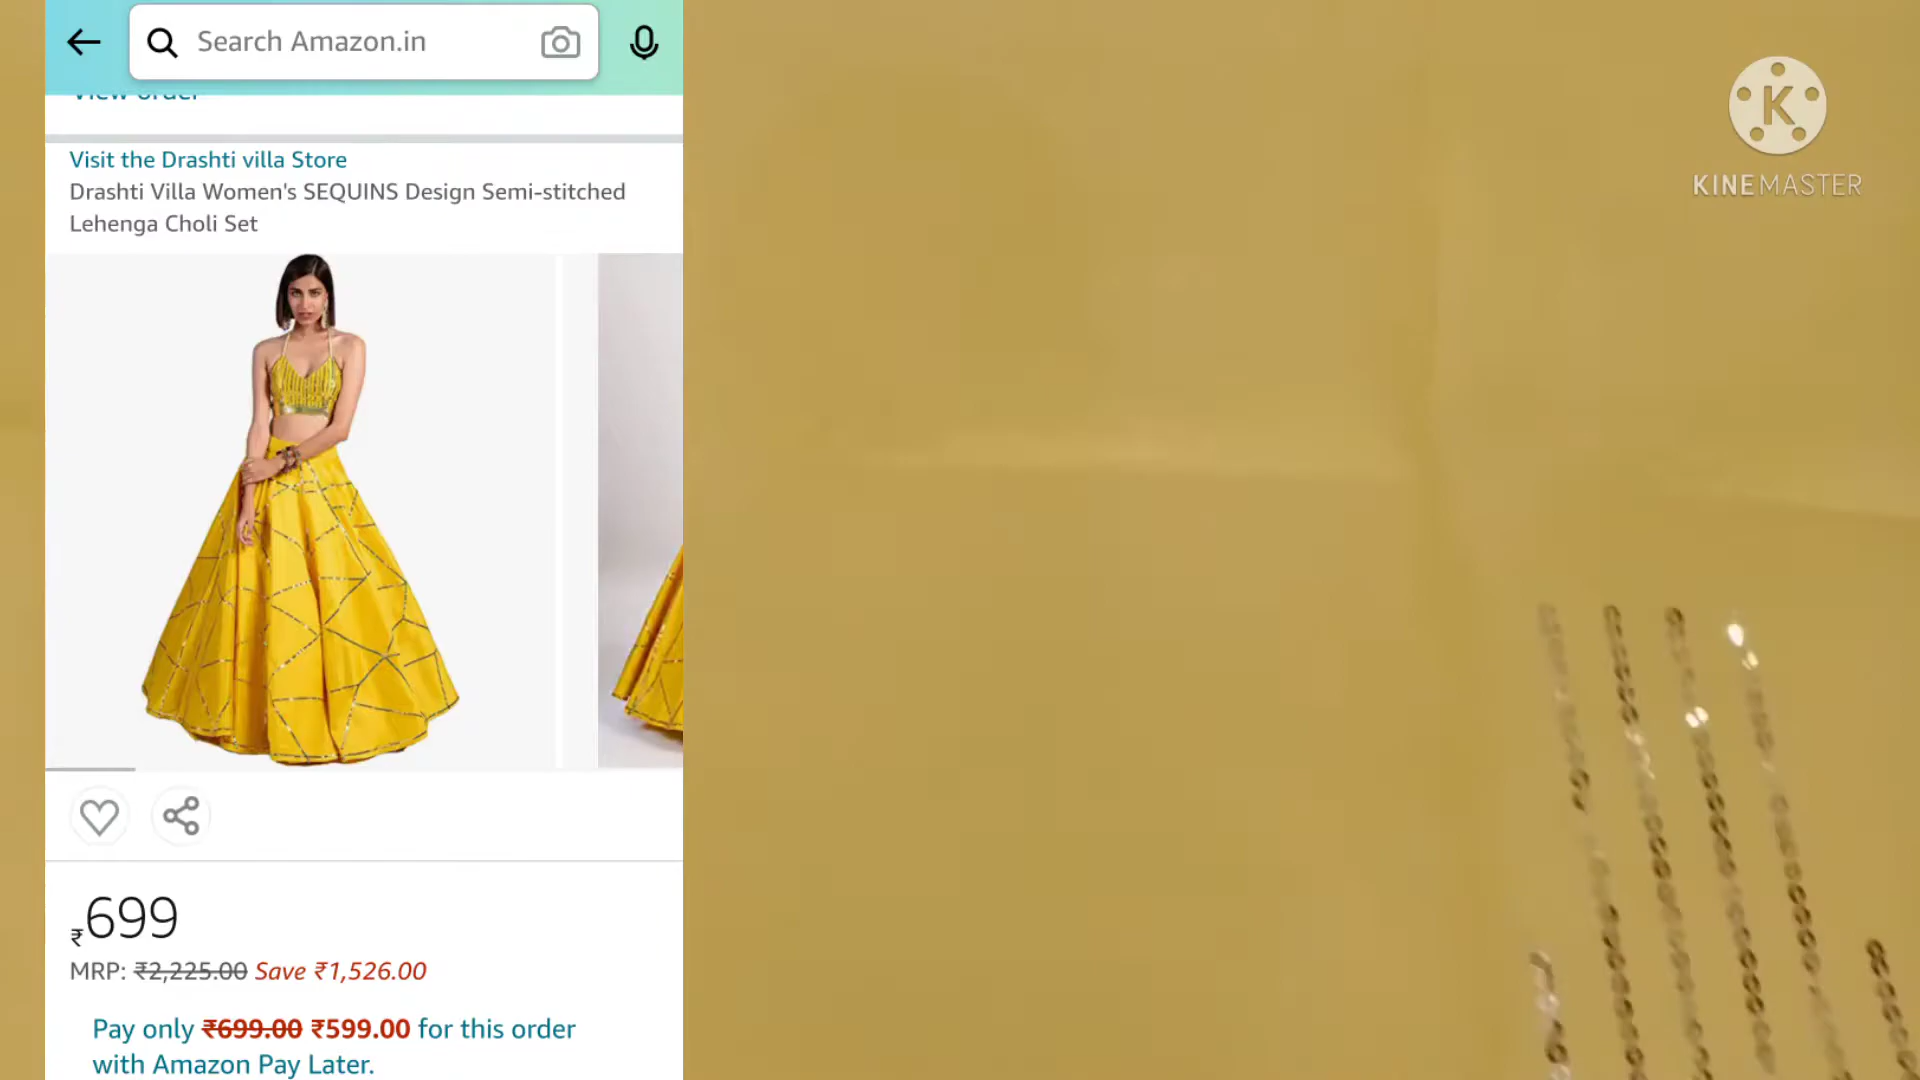 Search Amazon.in
View order
Visit the Drashti villa Store
Drashti Villa Women's SEQUINS Design Semi-stitched
Lehenga Choli Set
₹699
MRP: ₹2,225.00 Save ₹1,526.00
Pay only ₹699.00 ₹599.00 for this order
with Amazon Pay Later.
K
KINEMASTER